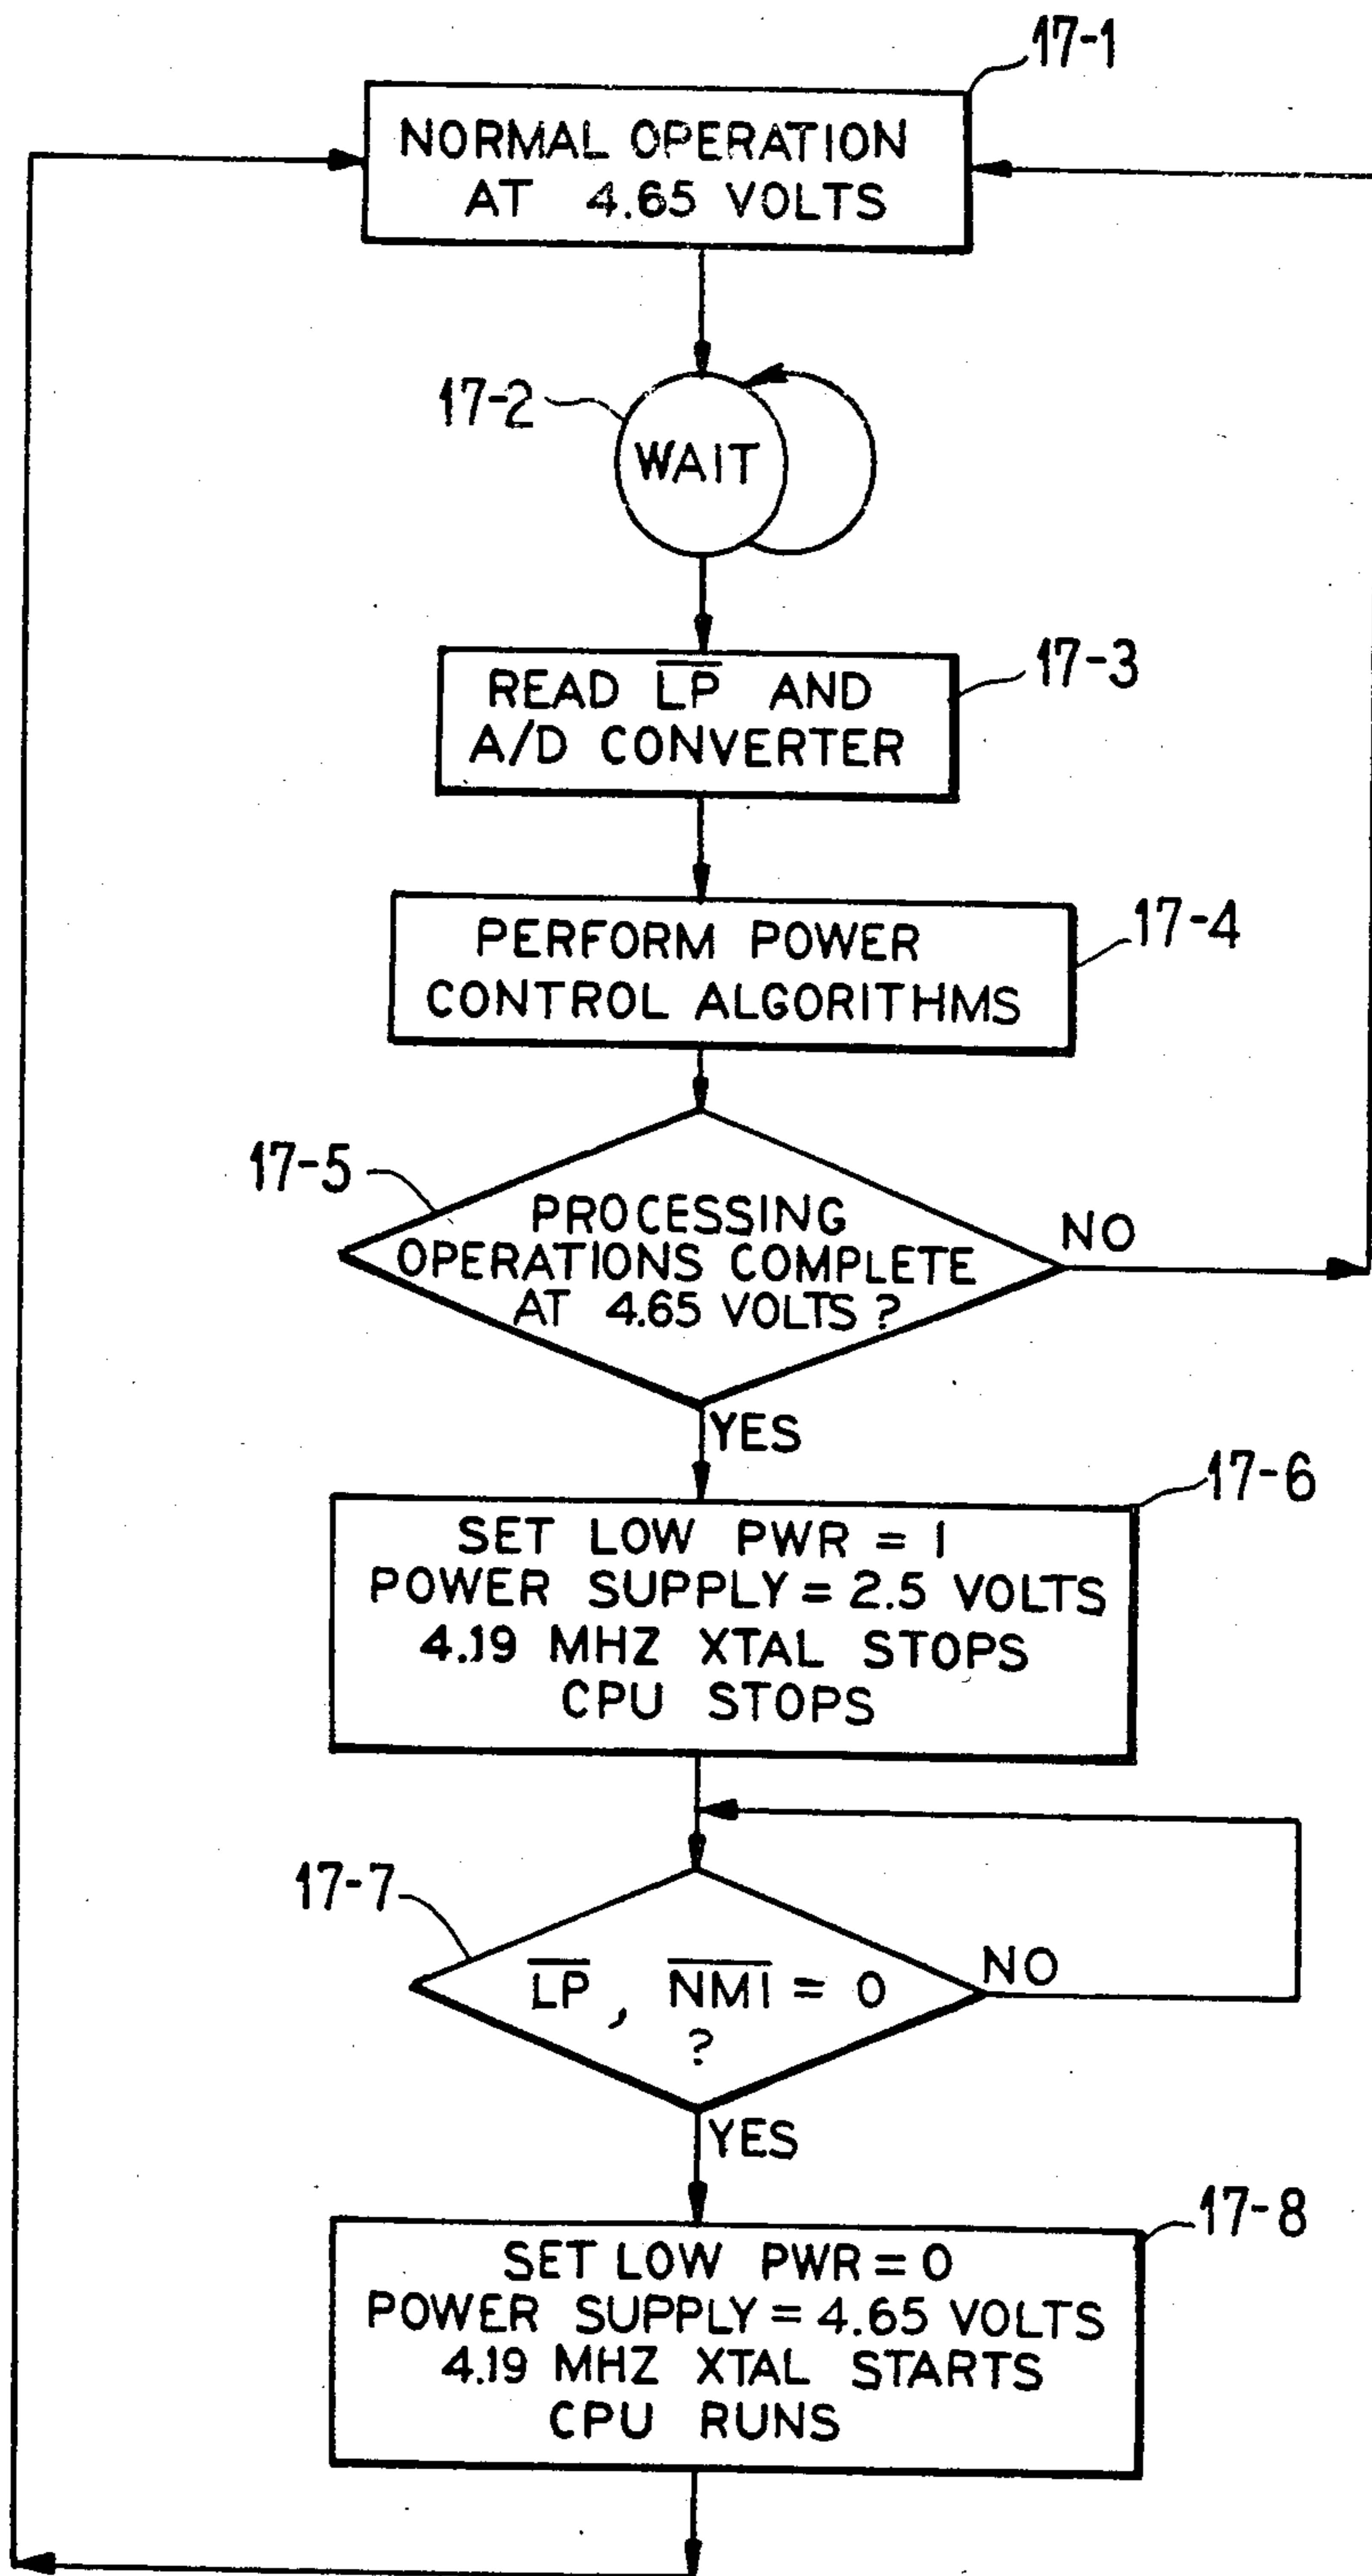 17-1
NORMAL OPERATION
AT 4.65 VOLTS
17-2
WAIT
17-3
READ L̅P̅ AND
A/D CONVERTER
17-4
PERFORM POWER
CONTROL ALGORITHMS
17-5
PROCESSING
OPERATIONS COMPLETE
AT 4.65 VOLTS ?
NO
YES
17-6
SET LOW PWR = 1
POWER SUPPLY = 2.5 VOLTS
4.19 MHZ XTAL STOPS
CPU STOPS
17-7
L̅P̅, N̅M̅I̅ = 0
?
NO
YES
17-8
SET LOW PWR = 0
POWER SUPPLY = 4.65 VOLTS
4.19 MHZ XTAL STARTS
CPU RUNS